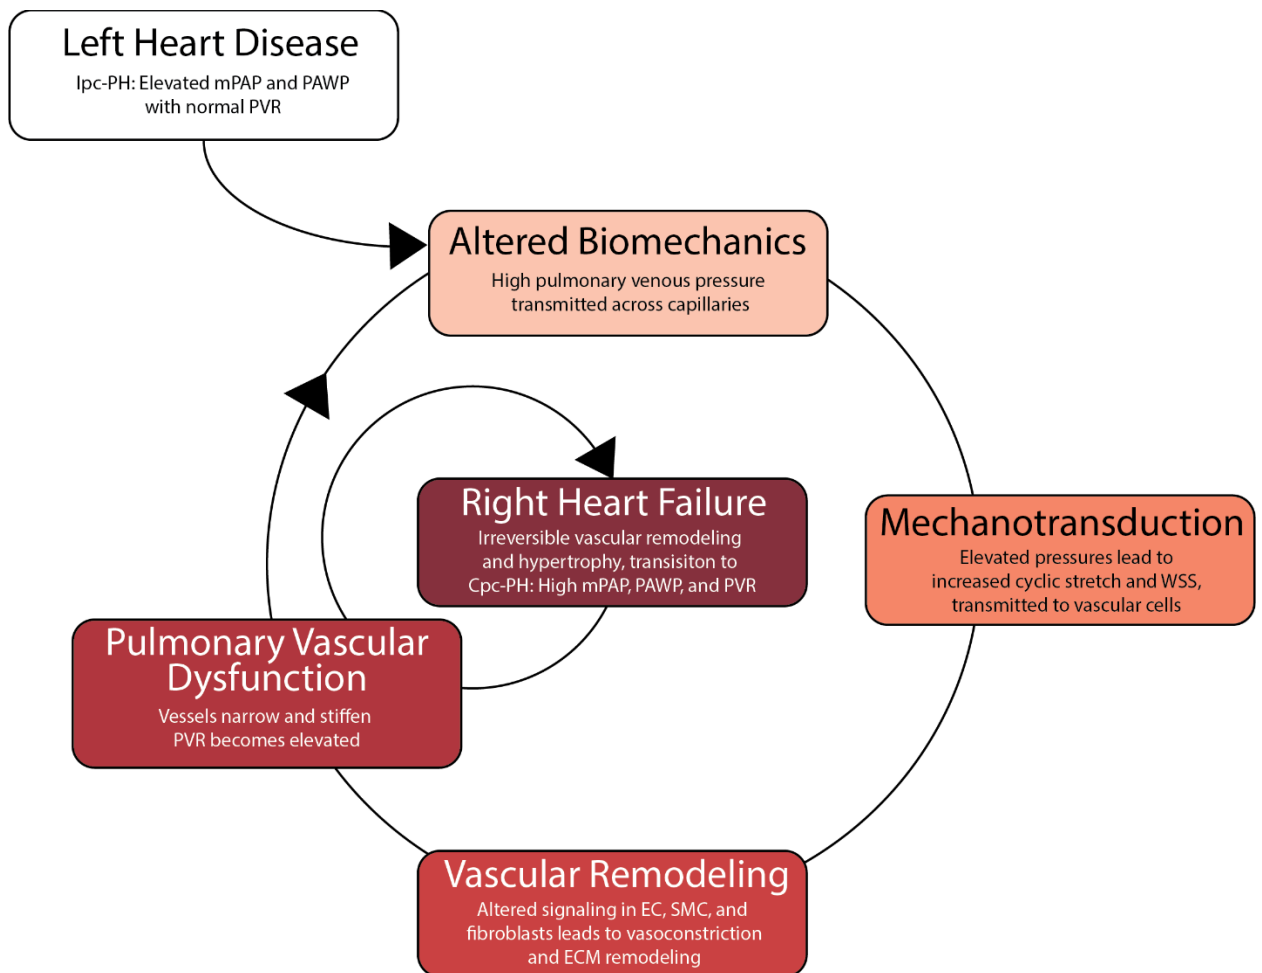 Left Heart Disease
Ipc-PH: Elevated mPAP and PAWP
with normal PVR
Altered Biomechanics
High pulmonary venous pressure
transmitted across capillaries
Mechanotransduction
Elevated pressures lead to
increased cyclic stretch and WSS,
transmitted to vascular cells
Vascular Remodeling
Altered signaling in EC, SMC, and
fibroblasts leads to vasoconstriction
and ECM remodeling
Pulmonary Vascular
Dysfunction
Vessels narrow and stiffen
PVR becomes elevated
Right Heart Failure
Irreversible vascular remodeling
and hypertrophy, transisiton to
Cpc-PH: High mPAP, PAWP, and PVR